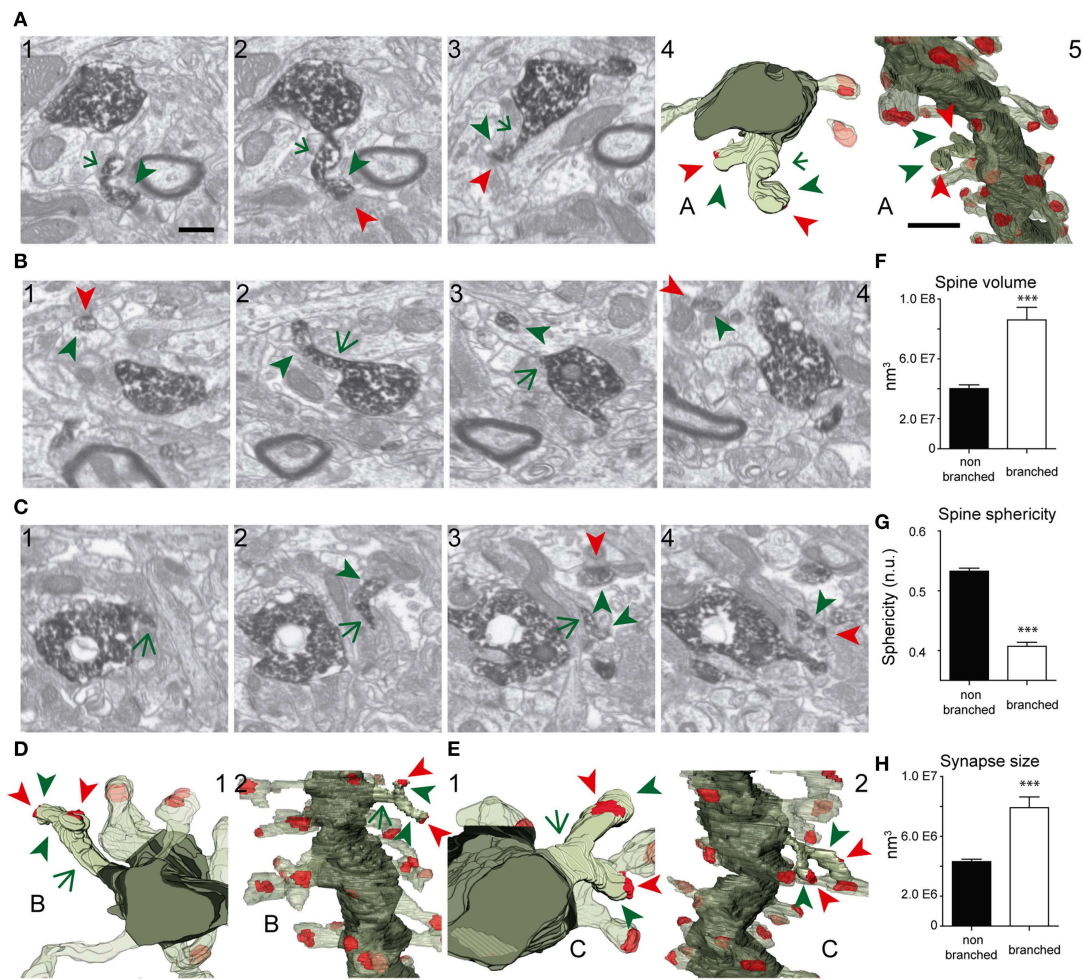 A
1
2
3
4
5
A
A
B
1
2
3
4
F
Spine volume
1.0 E8
6.0 E7
2.0 E7
0
nm³
***
non
branched
branched
C
1
2
3
4
G
Spine sphericity
0.6
0.5
0.4
Sphericity (n.u.)
***
non
branched
branched
D
1
2
B
B
E
1
2
C
C
H
Synapse size
1.0 E7
6.0 E6
2.0 E6
0
nm³
***
non
branched
branched